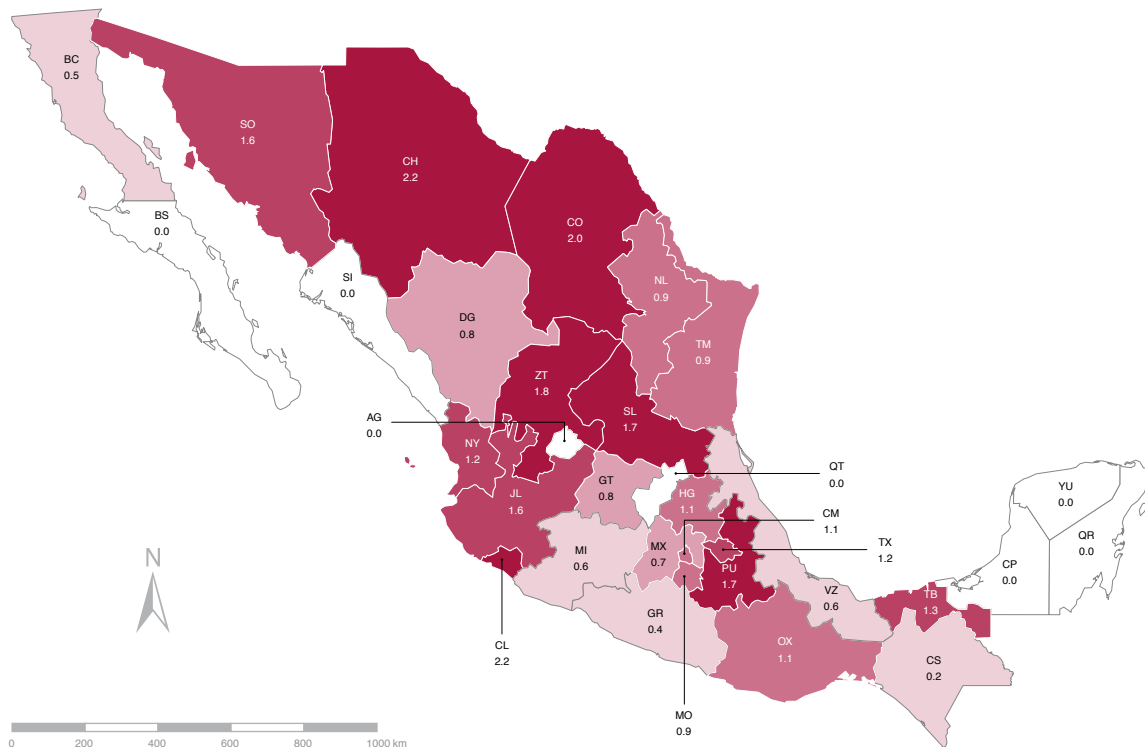 BC
0.5
SO
1.6
CH
2.2
CO
2.0
BS
0.0
SI
0.0
NL
0.9
DG
0.8
TM
0.9
ZT
1.8
SL
1.7
AG
0.0
NY
1.2
QT
0.0
GT
0.8
HG
1.1
YU
0.0
JL
1.6
CM
1.1
QR
0.0
TX
1.2
MI
0.6
MX
0.7
PU
1.7
CP
0.0
VZ
0.6
TB
1.3
GR
0.4
CL
2.2
OX
1.1
CS
0.2
MO
0.9
N
0
200
400
600
800
1000 km